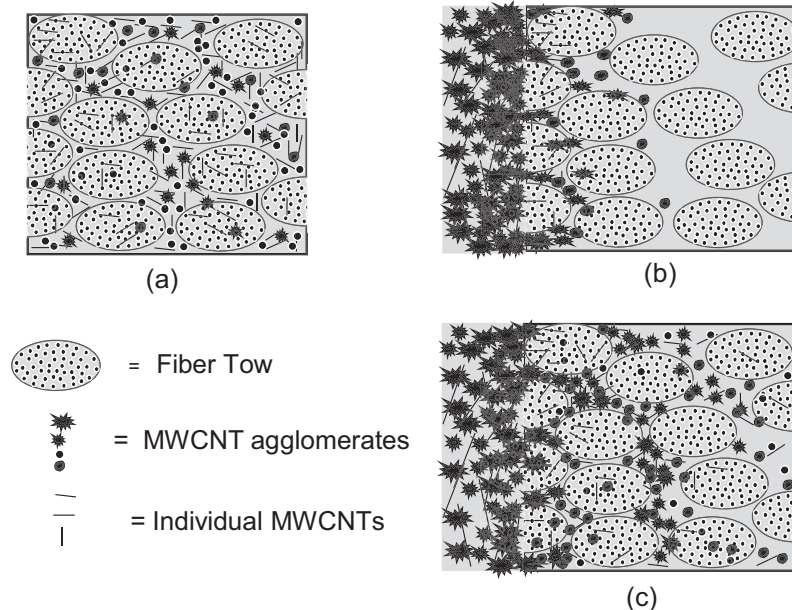 (a)
(b)
= Fiber Tow
= MWCNT agglomerates
= Individual MWCNTs
(c)